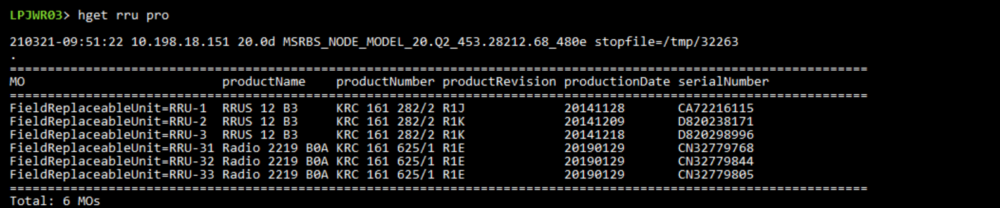 LPJWR03> hget rru pro
210321-09:51:22 10.198.18.151 20.0d MSRBS_NODE_MODEL_20.Q2_453.28212.68_480e stopfile=/tmp/32263
.
=================================================================================================================
MO                          productName    productNumber productRevision productionDate serialNumber
=================================================================================================================
FieldReplaceableUnit=RRU-1  RRUS 12 B3     KRC 161 282/2 R1J             20141128       CA72216115
FieldReplaceableUnit=RRU-2  RRUS 12 B3     KRC 161 282/2 R1K             20141209       D820238171
FieldReplaceableUnit=RRU-3  RRUS 12 B3     KRC 161 282/2 R1K             20141218       D820298996
FieldReplaceableUnit=RRU-31 Radio 2219 B0A KRC 161 625/1 R1E             20190129       CN32779768
FieldReplaceableUnit=RRU-32 Radio 2219 B0A KRC 161 625/1 R1E             20190129       CN32779844
FieldReplaceableUnit=RRU-33 Radio 2219 B0A KRC 161 625/1 R1E             20190129       CN32779805
=================================================================================================================
Total: 6 MOs